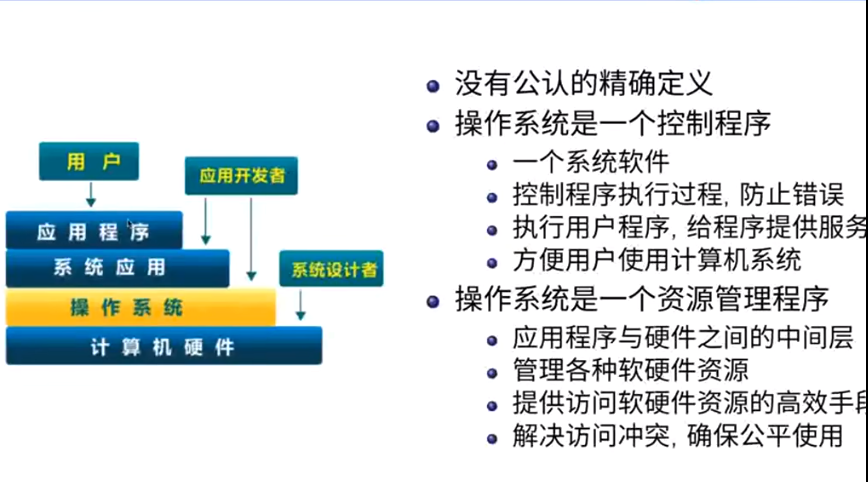 用 户
应用开发者
应 用 程 序
系 统 应 用
系统设计者
操 作 系 统
计 算 机 硬 件
没有公认的精确定义
操作系统是一个控制程序
一个系统软件
控制程序执行过程, 防止错误
执行用户程序, 给程序提供服务
方便用户使用计算机系统
操作系统是一个资源管理程序
应用程序与硬件之间的中间层
管理各种软硬件资源
提供访问软硬件资源的高效手段
解决访问冲突, 确保公平使用